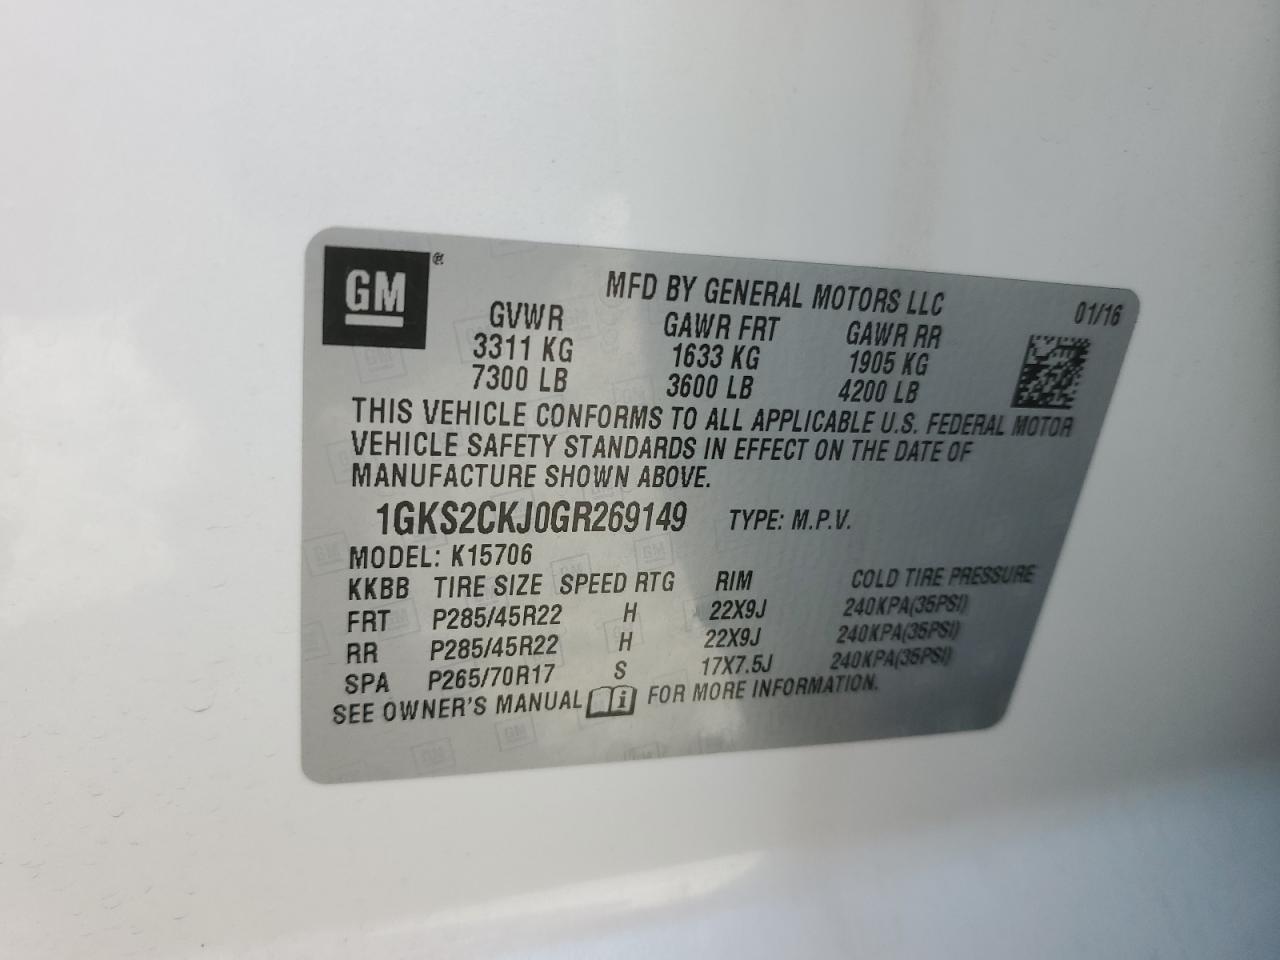 GM®
MFD BY GENERAL MOTORS LLC
01/16
GVWR GAWR FRT GAWR RR
3311 KG 1633 KG 1905 KG
7300 LB 3600 LB 4200 LB
THIS VEHICLE CONFORMS TO ALL APPLICABLE U.S. FEDERAL MOTOR
VEHICLE SAFETY STANDARDS IN EFFECT ON THE DATE OF
MANUFACTURE SHOWN ABOVE.
1GKS2CKJ0GR269149 TYPE: M.P.V.
MODEL: K15706
KKBB TIRE SIZE SPEED RTG RIM COLD TIRE PRESSURE
FRT P285/45R22 H 22X9J 240KPA(35PSI)
RR P285/45R22 H 22X9J 240KPA(35PSI)
SPA P265/70R17 S 17X7.5J 240KPA(35PSI)
SEE OWNER'S MANUAL i FOR MORE INFORMATION.